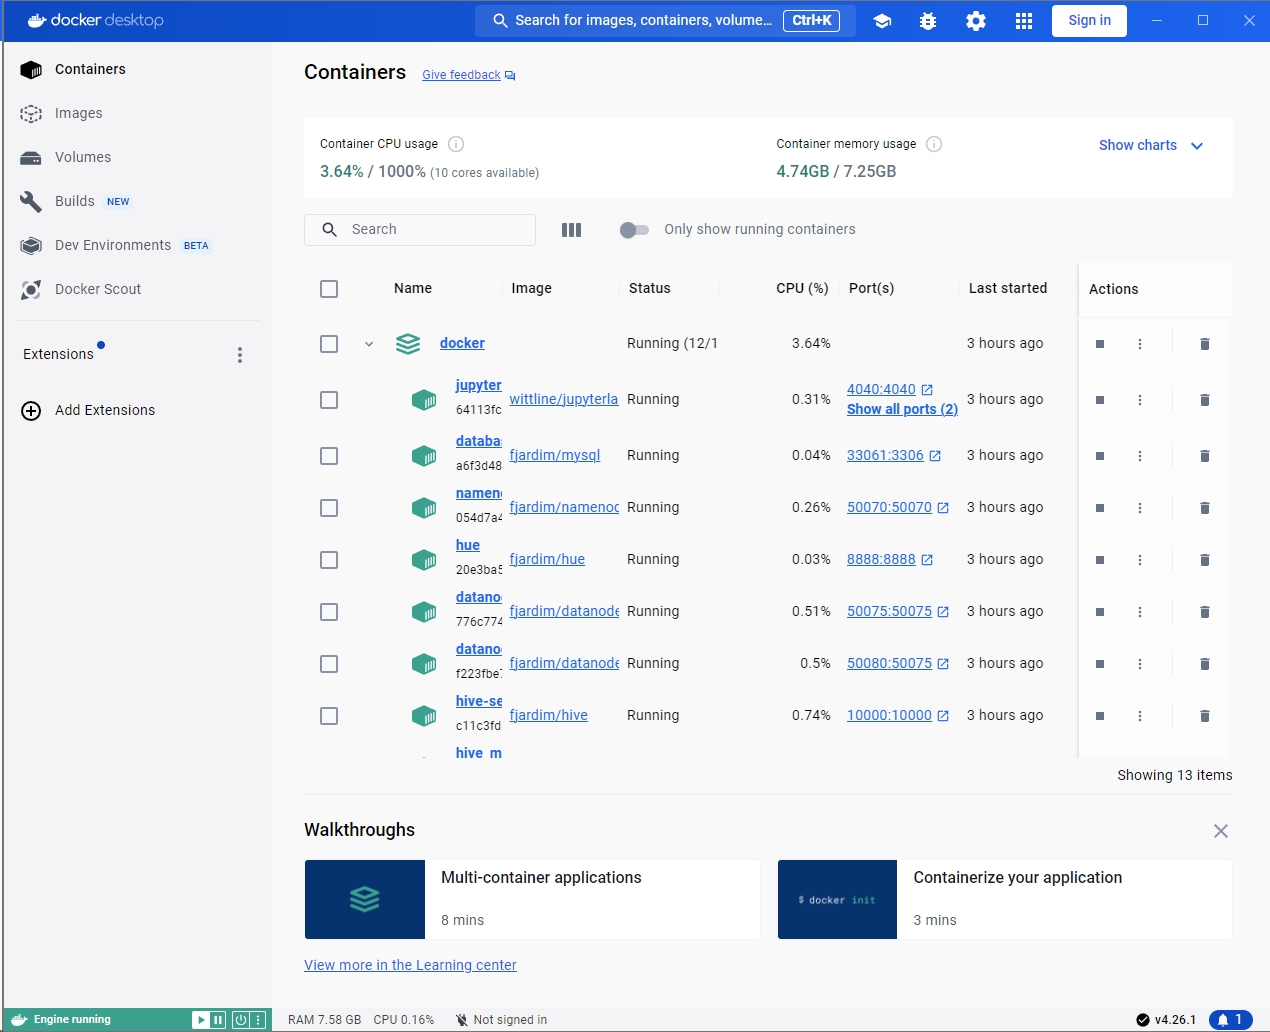 docker desktop
Search for images, containers, volume... Ctrl+K
Sign in
Containers
Images
Volumes
Builds NEW
Dev Environments BETA
Docker Scout
Extensions
Add Extensions
Containers Give feedback
Container CPU usage
3.64% / 1000% (10 cores available)
Container memory usage
4.74GB / 7.25GB
Show charts
Search
Only show running containers
Name Image Status CPU (%) Port(s) Last started Actions
docker Running (12/1 3.64% 3 hours ago
jupyter
64113fc
wittline/jupyterla Running 0.31% 4040:4040
Show all ports (2)
3 hours ago
databa
a6f3d48
fjardim/mysql Running 0.04% 33061:3306 3 hours ago
namen
054d7a4
fjardim/namenod Running 0.26% 50070:50070 3 hours ago
hue
20e3ba5
fjardim/hue Running 0.03% 8888:8888 3 hours ago
datano
776c774
fjardim/datanode Running 0.51% 50075:50075 3 hours ago
datano
f223fbe
fjardim/datanode Running 0.5% 50080:50075 3 hours ago
hive-se
c11c3fd
fjardim/hive Running 0.74% 10000:10000 3 hours ago
hive_m
Showing 13 items
Walkthroughs
Multi-container applications
8 mins
$ docker init
Containerize your application
3 mins
View more in the Learning center
Engine running
RAM 7.58 GB CPU 0.16% Not signed in
v4.26.1
1